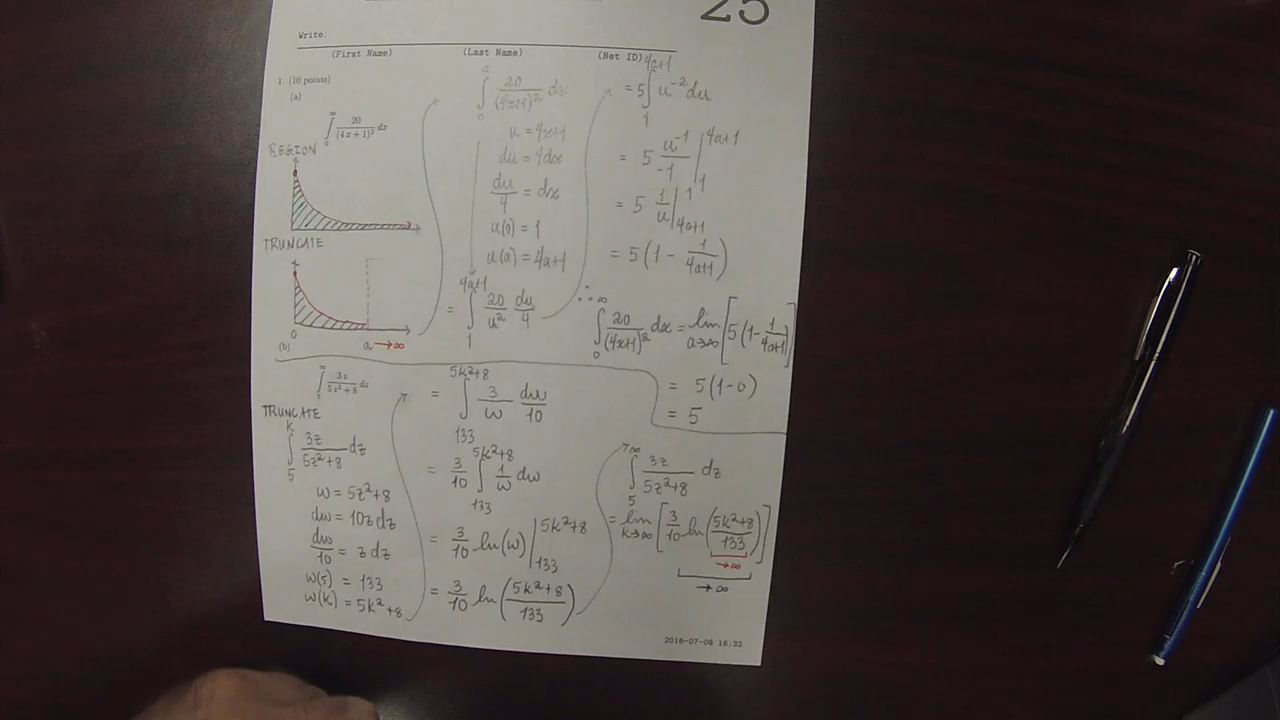 25
Write:
(First Name) (Last Name) (Net ID)
1. (10 points)
(a)
∫₀^∞ 20/(4x+1)² dx
REGION
TRUNCATE
0 a → ∞
∫₀^a 20/(4x+1)² dx
u = 4x+1
du = 4dx
du/4 = dx
u(0) = 1
u(a) = 4a+1
= ∫₁^(4a+1) 20/u² du/4
= 5 ∫₁^(4a+1) u⁻² du
= 5 u⁻¹/-1 |₁^(4a+1)
= 5 1/u |_(4a+1)^1
= 5(1 - 1/(4a+1))
∴ ∫₀^∞ 20/(4x+1)² dx = lim a→∞ [5(1 - 1/(4a+1))]
= 5(1-0)
= 5
(b)
∫ ^∞ 3z/(5z²+8) dz
TRUNCATE
∫₅^k 3z/(5z²+8) dz
w = 5z²+8
dw = 10z dz
dw/10 = z dz
w(5) = 133
w(k) = 5k²+8
= ∫₁₃₃^(5k²+8) 3/w dw/10
= 3/10 ∫₁₃₃^(5k²+8) 1/w dw
= 3/10 ln(w) |₁₃₃^(5k²+8)
= 3/10 ln((5k²+8)/133)
∫₅^∞ 3z/(5z²+8) dz
= lim k→∞ [3/10 ln((5k²+8)/133)]
→ ∞
→ ∞
2016-07-06 16:32